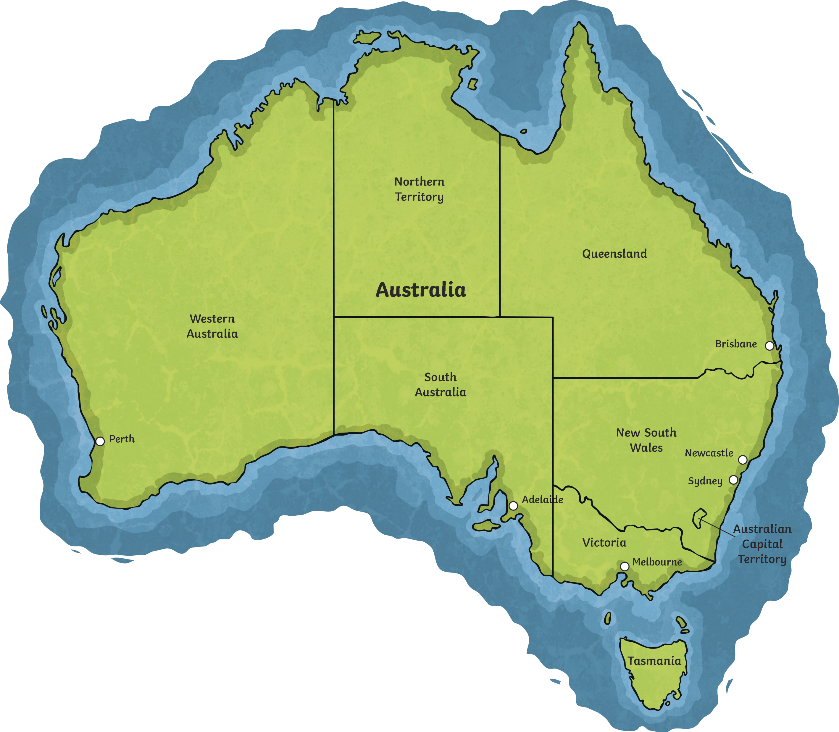 Northern
Territory
Queensland
Australia
Western
Australia
Brisbane
South
Australia
New South
Wales
Perth
Newcastle
Sydney
Adelaide
Australian
Capital
Territory
Victoria
Melbourne
Tasmania